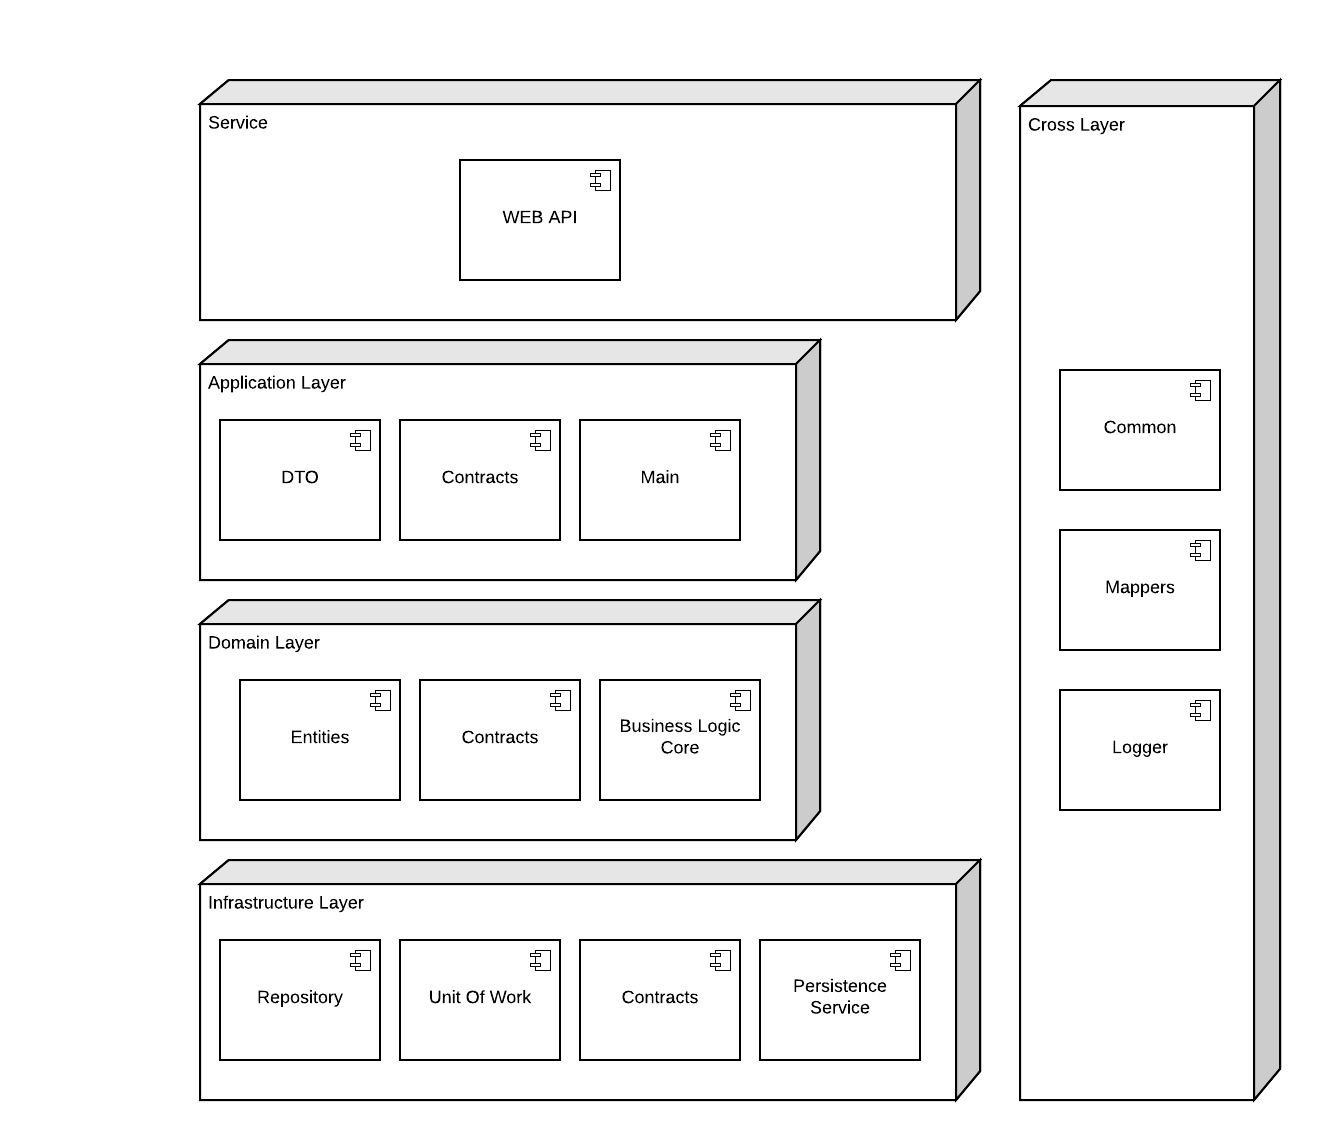 Service
WEB API
Application Layer
DTO
Contracts
Main
Domain Layer
Entities
Contracts
Business Logic
Core
Infrastructure Layer
Repository
Unit Of Work
Contracts
Persistence
Service
Cross Layer
Common
Mappers
Logger